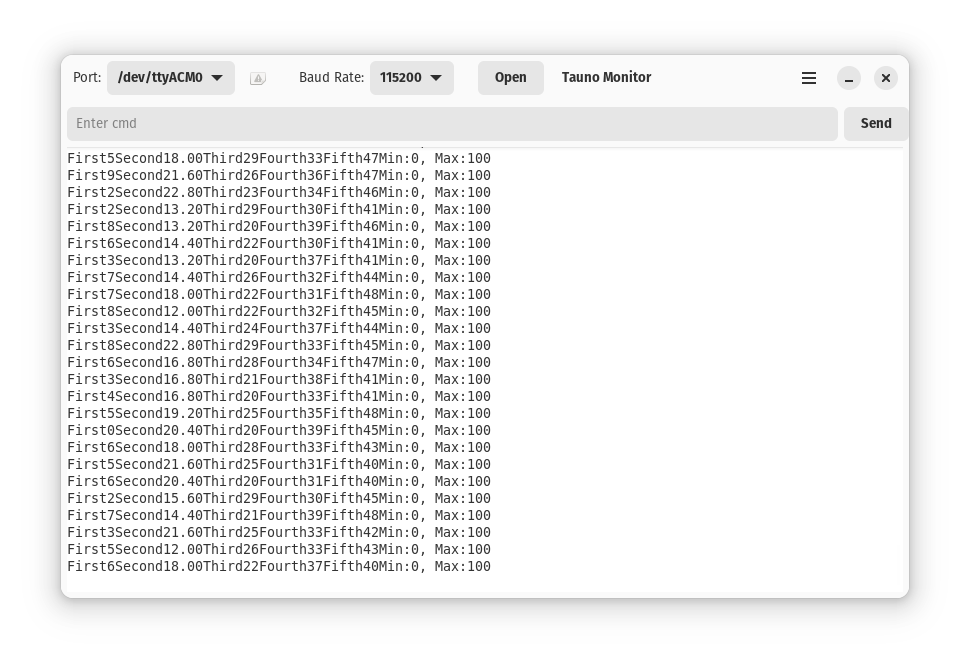 Port: /dev/ttyACM0 Baud Rate: 115200 Open Tauno Monitor
Enter cmd Send
First5Second18.00Third29Fourth33Fifth47Min:0, Max:100
First9Second21.60Third26Fourth36Fifth47Min:0, Max:100
First2Second22.80Third23Fourth34Fifth46Min:0, Max:100
First2Second13.20Third29Fourth30Fifth41Min:0, Max:100
First8Second13.20Third20Fourth39Fifth46Min:0, Max:100
First6Second14.40Third22Fourth30Fifth41Min:0, Max:100
First3Second13.20Third20Fourth37Fifth41Min:0, Max:100
First7Second14.40Third26Fourth32Fifth44Min:0, Max:100
First7Second18.00Third22Fourth31Fifth48Min:0, Max:100
First8Second12.00Third22Fourth32Fifth45Min:0, Max:100
First3Second14.40Third24Fourth37Fifth44Min:0, Max:100
First8Second22.80Third29Fourth33Fifth45Min:0, Max:100
First6Second16.80Third28Fourth34Fifth47Min:0, Max:100
First3Second16.80Third21Fourth38Fifth41Min:0, Max:100
First4Second16.80Third20Fourth33Fifth41Min:0, Max:100
First5Second19.20Third25Fourth35Fifth48Min:0, Max:100
First0Second20.40Third20Fourth39Fifth45Min:0, Max:100
First6Second18.00Third28Fourth33Fifth43Min:0, Max:100
First5Second21.60Third25Fourth31Fifth40Min:0, Max:100
First6Second20.40Third20Fourth31Fifth40Min:0, Max:100
First2Second15.60Third29Fourth30Fifth45Min:0, Max:100
First7Second14.40Third21Fourth39Fifth48Min:0, Max:100
First3Second21.60Third25Fourth33Fifth42Min:0, Max:100
First5Second12.00Third26Fourth33Fifth43Min:0, Max:100
First6Second18.00Third22Fourth37Fifth40Min:0, Max:100